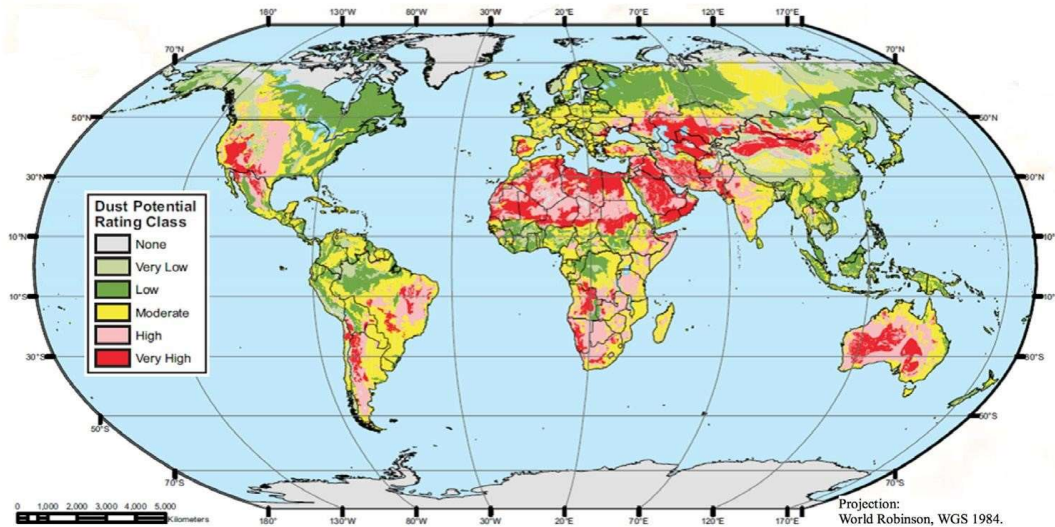 180° 130°W 80°W 30°W 20°E 70°E 120°E 170°E
70°N 70°N
50°N 50°N
30°N 30°N
10°N 10°N
10°S 10°S
30°S 30°S
50°S 50°S
70°S 70°S
Dust Potential
Rating Class
None
Very Low
Low
Moderate
High
Very High
0 1,000 2,000 3,000 4,000 5,000
Kilometers
180° 130°W 80°W 30°W 20°E 70°E 120°E 170°E
Projection:
World Robinson, WGS 1984.